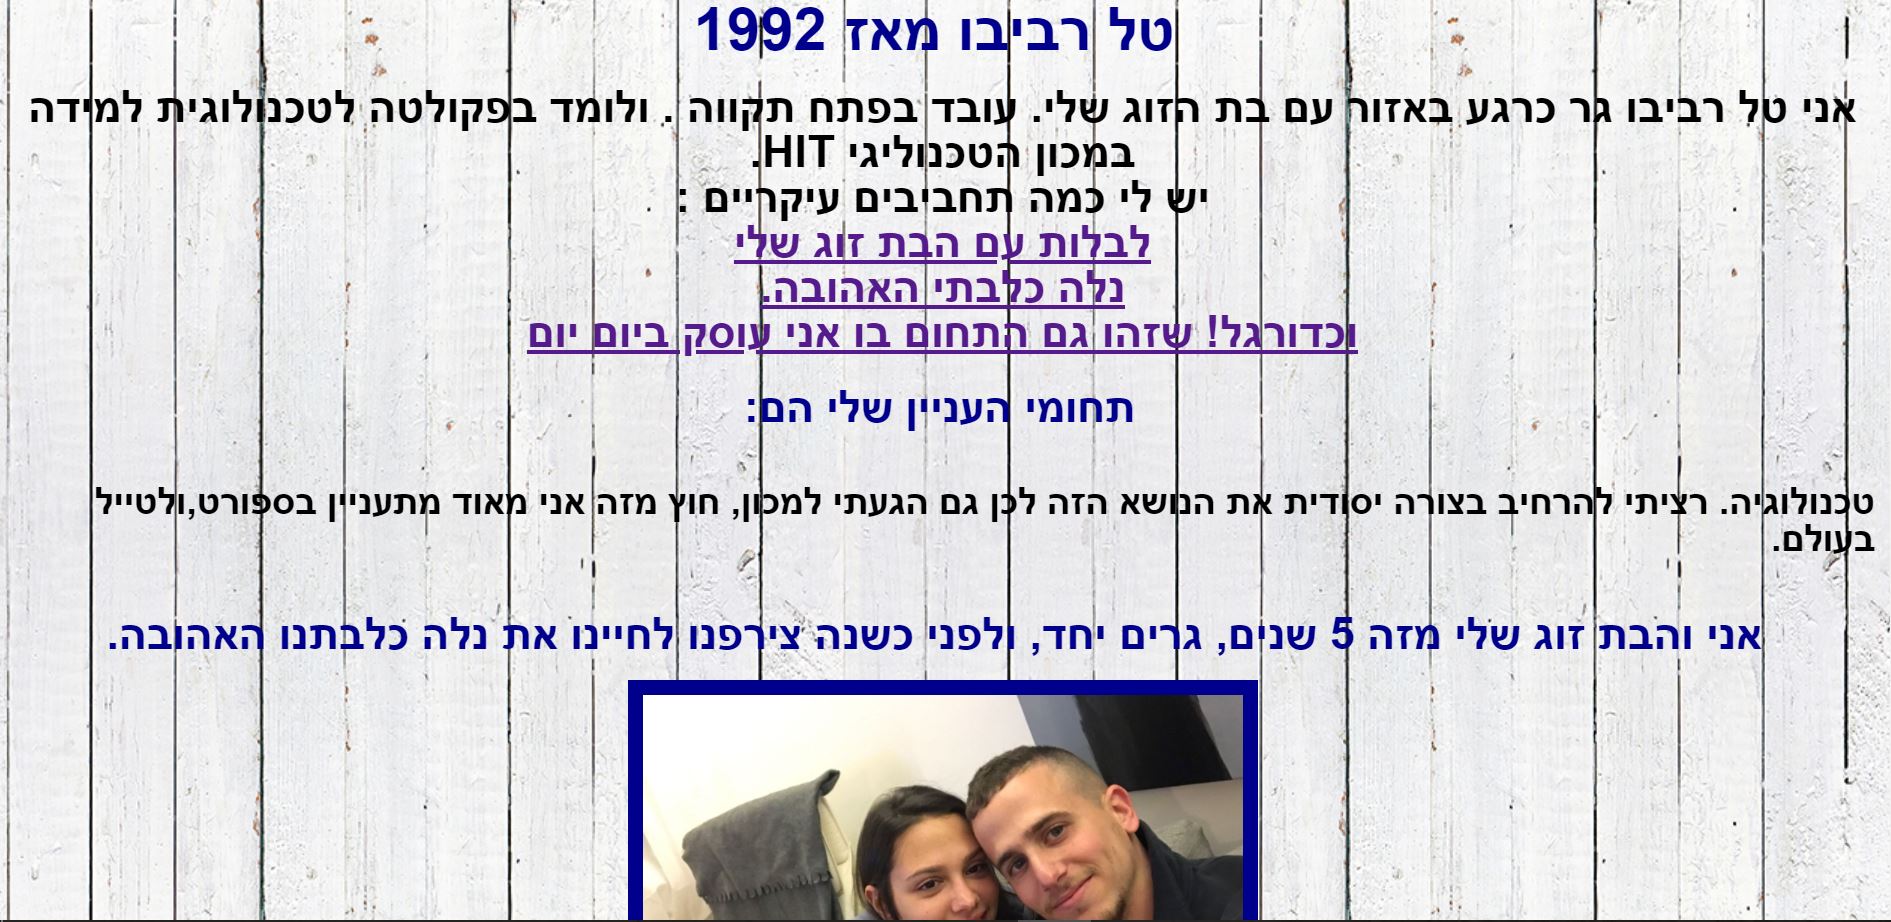 טל רביבו מאז 1992
אני טל רביבו גר כרגע באזור עם בת הזוג שלי. עובד בפתח תקווה . ולומד בפקולטה לטכנולוגית למידה
במכון הטכנוליגי HIT.
יש לי כמה תחביבים עיקריים :
לבלות עם הבת זוג שלי
נלה כלבתי האהובה.
וכדורגל! שזהו גם התחום בו אני עוסק ביום יום
תחומי העניין שלי הם:
טכנולוגיה. רציתי להרחיב בצורה יסודית את הנושא הזה לכן גם הגעתי למכון, חוץ מזה אני מאוד מתעניין בספורט,ולטייל
בעולם.
אני והבת זוג שלי מזה 5 שנים, גרים יחד, ולפני כשנה צירפנו לחיינו את נלה כלבתנו האהובה.